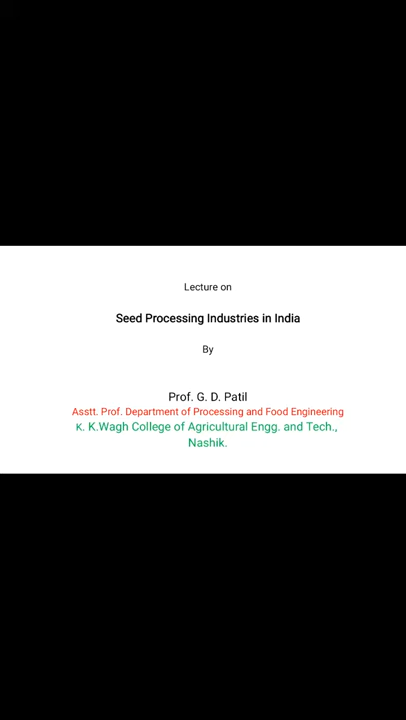 Lecture on
Seed Processing Industries in India
By
Prof. G. D. Patil
Asstt. Prof. Department of Processing and Food Engineering
K. K.Wagh College of Agricultural Engg. and Tech.,
Nashik.